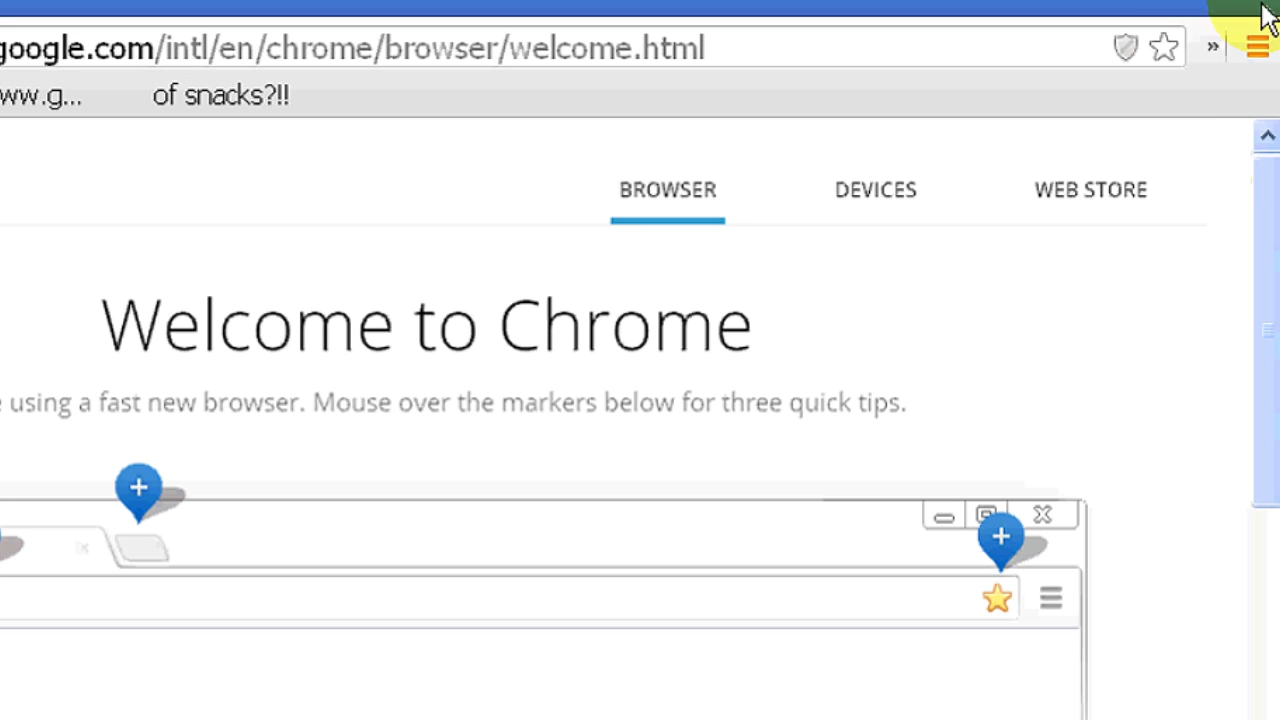 google.com/intl/en/chrome/browser/welcome.html
»
ww.g... of snacks?!!
BROWSER DEVICES WEB STORE
Welcome to Chrome
using a fast new browser. Mouse over the markers below for three quick tips.